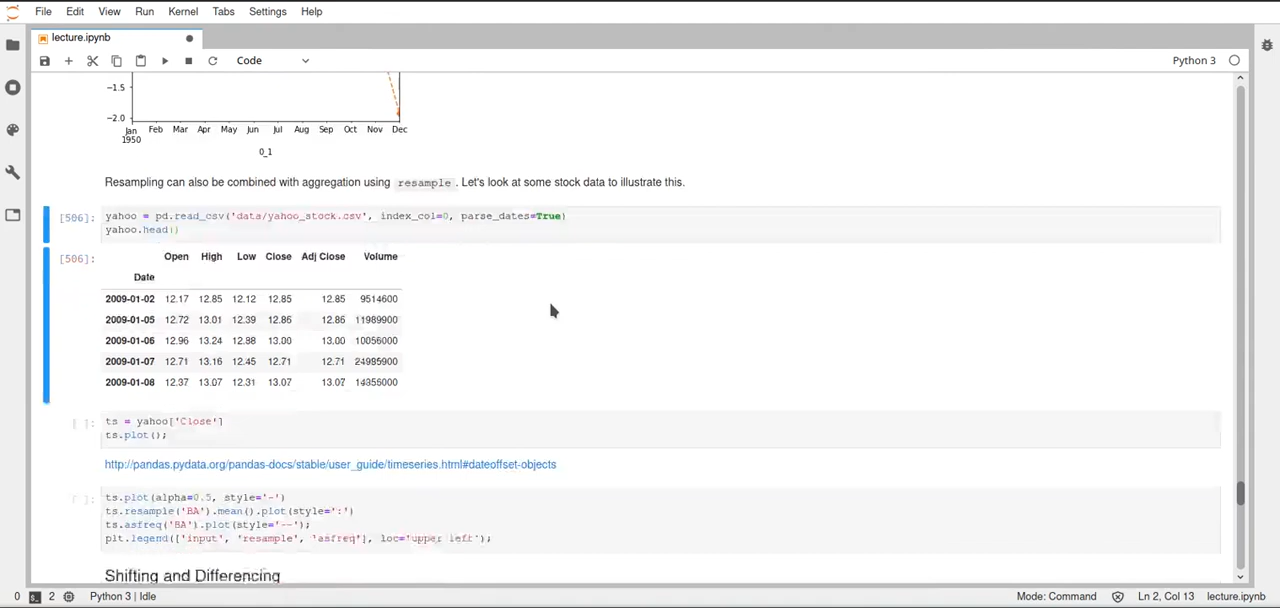 File Edit View Run Kernel Tabs Settings Help
lecture.ipynb
Code
Python 3
-1.5
-2.0
Jan Feb Mar Apr May Jun Jul Aug Sep Oct Nov Dec
1950
0_1
Resampling can also be combined with aggregation using resample. Let's look at some stock data to illustrate this.
[506]: yahoo = pd.read_csv('data/yahoo_stock.csv', index_col=0, parse_dates=True)
yahoo.head()
[506]: Open High Low Close Adj Close Volume
Date
2009-01-02 12.17 12.85 12.12 12.85 12.85 9514600
2009-01-05 12.72 13.01 12.39 12.86 12.86 11989900
2009-01-06 12.96 13.24 12.88 13.00 13.00 10056000
2009-01-07 12.71 13.16 12.45 12.71 12.71 24995900
2009-01-08 12.37 13.07 12.31 13.07 13.07 14355000
[ ]: ts = yahoo['Close']
ts.plot();
http://pandas.pydata.org/pandas-docs/stable/user_guide/timeseries.html#dateoffset-objects
[ ]: ts.plot(alpha=0.5, style='-')
ts.resample('BA').mean().plot(style=':')
ts.asfreq('BA').plot(style='--');
plt.legend(['input', 'resample', 'asfreq'], loc='upper left');
Shifting and Differencing
0 2 Python 3 | Idle Mode: Command Ln 2, Col 13 lecture.ipynb